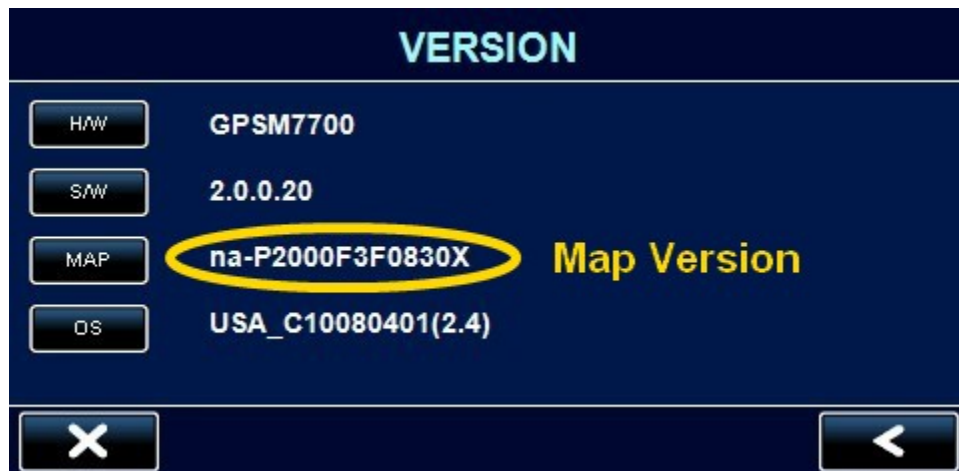 VERSION
H/W GPSM7700
S/W 2.0.0.20
MAP na-P2000F3F0830X Map Version
OS USA_C10080401(2.4)